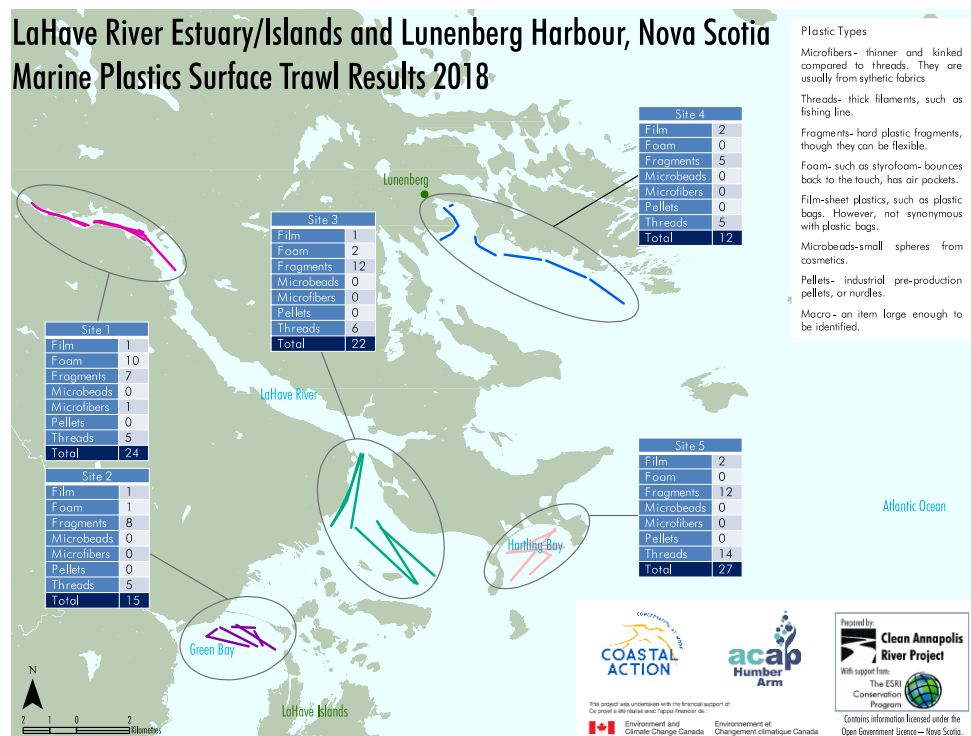 LaHave River Estuary/Islands and Lunenberg Harbour, Nova Scotia
Marine Plastics Surface Trawl Results 2018
Plastic Types
Microfibers- thinner and kinked
compared to threads. They are
usually from sythetic fabrics
Threads- thick filaments, such as
fishing line.
Fragments- hard plastic fragments,
though they can be flexible.
Foam- such as styrofoam- bounces
back to the touch, has air pockets.
Film-sheet plastics, such as plastic
bags. However, not synonymous
with plastic bags.
Microbeads-small spheres from
cosmetics.
Pellets- industrial pre-production
pellets, or nurdles.
Macro- an item large enough to
be identified.
Site 4
Film 2
Foam 0
Fragments 5
Microbeads 0
Microfibers 0
Pellets 0
Threads 5
Total 12
Lunenberg
Site 3
Film 1
Foam 2
Fragments 12
Microbeads 0
Microfibers 0
Pellets 0
Threads 6
Total 22
Site 1
Film 1
Foam 10
Fragments 7
Microbeads 0
Microfibers 1
Pellets 0
Threads 5
Total 24
LaHave River
Site 2
Film 1
Foam 1
Fragments 8
Microbeads 0
Microfibers 0
Pellets 0
Threads 5
Total 15
Site 5
Film 2
Foam 0
Fragments 12
Microbeads 0
Microfibers 0
Pellets 0
Threads 14
Total 27
Atlantic Ocean
Hartling Bay
Green Bay
LaHave Islands
N
2 1 0 2
Kilometres
CONSERVATION AT WORK
COASTAL
ACTION
acap
Humber
Arm
Prepared by:
Clean Annapolis
River Project
With support from:
The ESRI
Conservation
Program
This project was undertaken with the financial support of:
Ce projet a été réalisé avec l'appui financier de :
Environment and
Climate Change Canada
Environnement et
Changement climatique Canada
Contains information licensed under the
Open Government Licence – Nova Scotia.